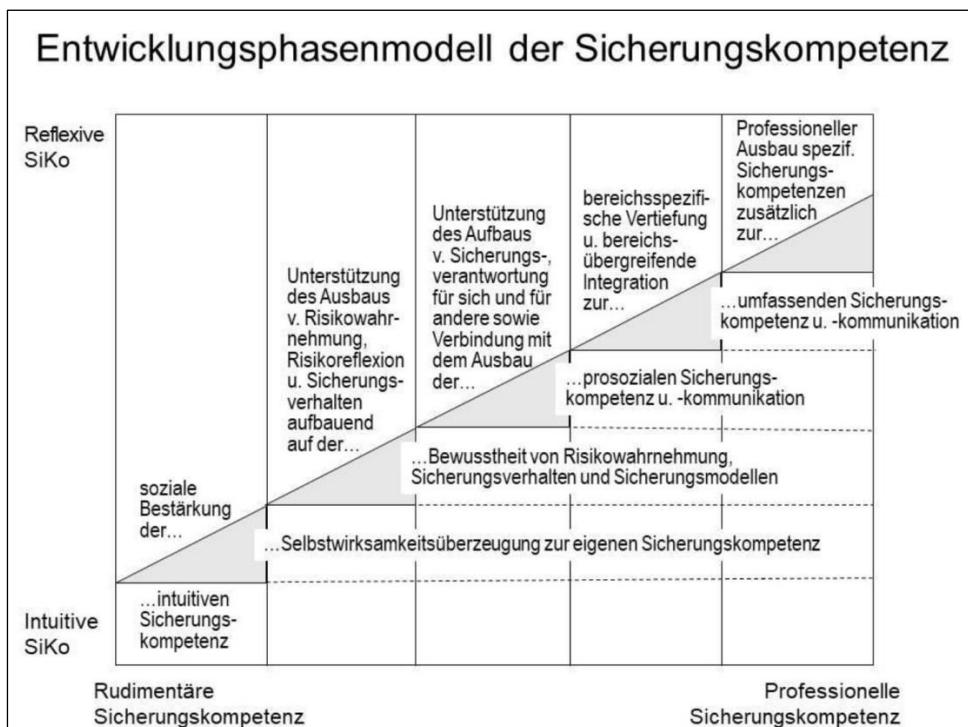 Entwicklungsphasenmodell der Sicherungskompetenz
Reflexive
SiKo
soziale
Bestärkung
der…
…intuitiven
Sicherungs-
kompetenz
Unterstützung
des Ausbaus
v. Risikowahr-
nehmung,
Risikoreflexion
u. Sicherungs-
verhalten
aufbauend
auf der…
…Selbstwirksamkeitsüberzeugung zur eigenen Sicherungskompetenz
Unterstützung
des Aufbaus
v. Sicherungs-,
verantwortung
für sich und für
andere sowie
Verbindung mit
dem Ausbau
der…
…Bewusstheit von Risikowahrnehmung,
Sicherungsverhalten und Sicherungsmodellen
bereichsspezifi-
sche Vertiefung
u. bereichs-
übergreifende
Integration
zur…
…prosozialen Sicherungs-
kompetenz u. -kommunikation
Professioneller
Ausbau spezif.
Sicherungs-
kompetenzen
zusätzlich
zur…
…umfassenden Sicherungs-
kompetenz u. -kommunikation
Intuitive
SiKo
Rudimentäre
Sicherungskompetenz
Professionelle
Sicherungskompetenz